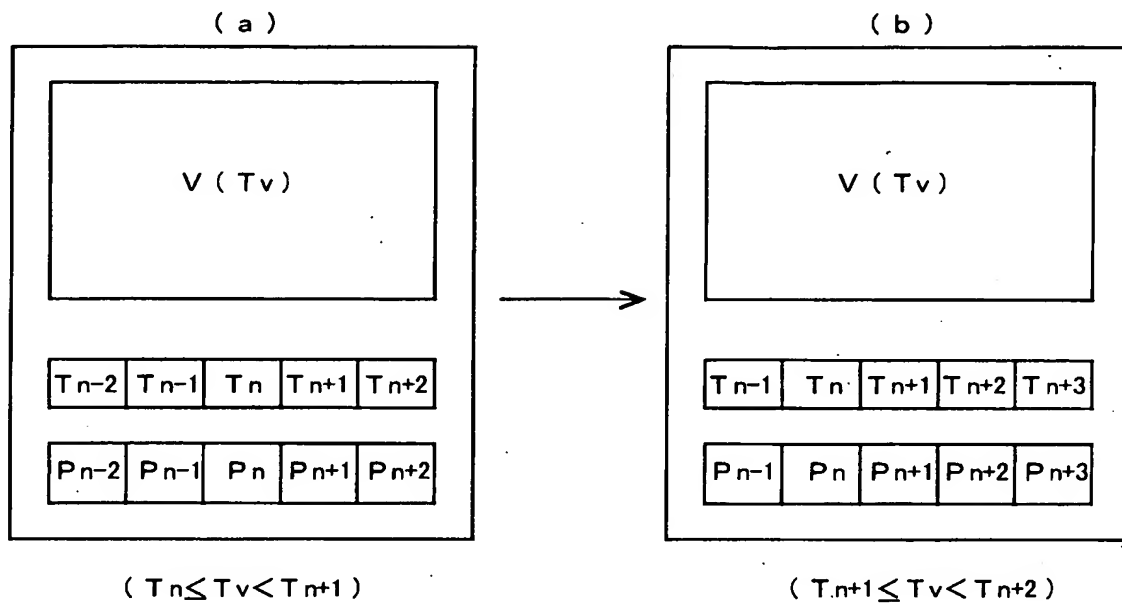 (a)
V(Tv)
Tn-2 Tn-1 Tn Tn+1 Tn+2
Pn-2 Pn-1 Pn Pn+1 Pn+2
(Tn≦Tv<Tn+1)
(b)
V(Tv)
Tn-1 Tn Tn+1 Tn+2 Tn+3
Pn-1 Pn Pn+1 Pn+2 Pn+3
(Tn+1≦Tv<Tn+2)